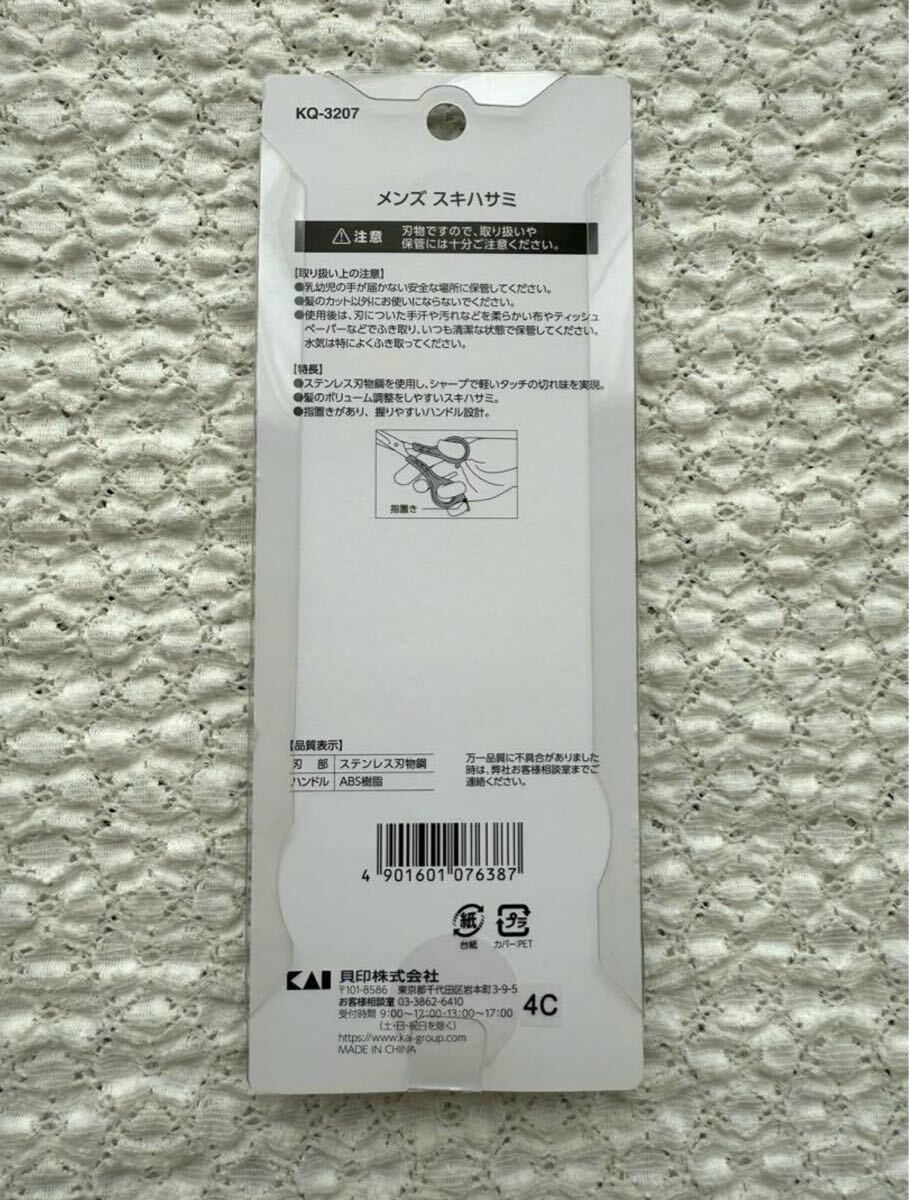 KQ-3207
メンズ スキハサミ
⚠注意 刃物ですので、取り扱いや
保管には十分ご注意ください。
【取り扱い上の注意】
●乳幼児の手が届かない安全な場所に保管してください。
●髪のカット以外にお使いにならないでください。
●使用後は、刃についた手汗や汚れなどを柔らかい布やティッシュ
ペーパーなどでふき取り、いつも清潔な状態で保管してください。
水気は特によくふき取ってください。
【特長】
●ステンレス刃物鋼を使用し、シャープで軽いタッチの切れ味を実現。
●髪のボリューム調整をしやすいスキハサミ。
●指置きがあり、握りやすいハンドル設計。
指置き
【品質表示】
刃 部 ステンレス刃物鋼
ハンドル ABS樹脂
万一品質に不具合がありました
時は、弊社お客様相談室までご
連絡ください。
4 901601 076387
紙 プラ
台紙 カバー:PET
KAI 貝印株式会社
〒101-8586 東京都千代田区岩本町3-9-5
お客様相談室 03-3862-6410
受付時間 9:00〜12:00・13:00〜17:00
(土・日・祝日を除く)
https://www.kai-group.com
MADE IN CHINA
4C